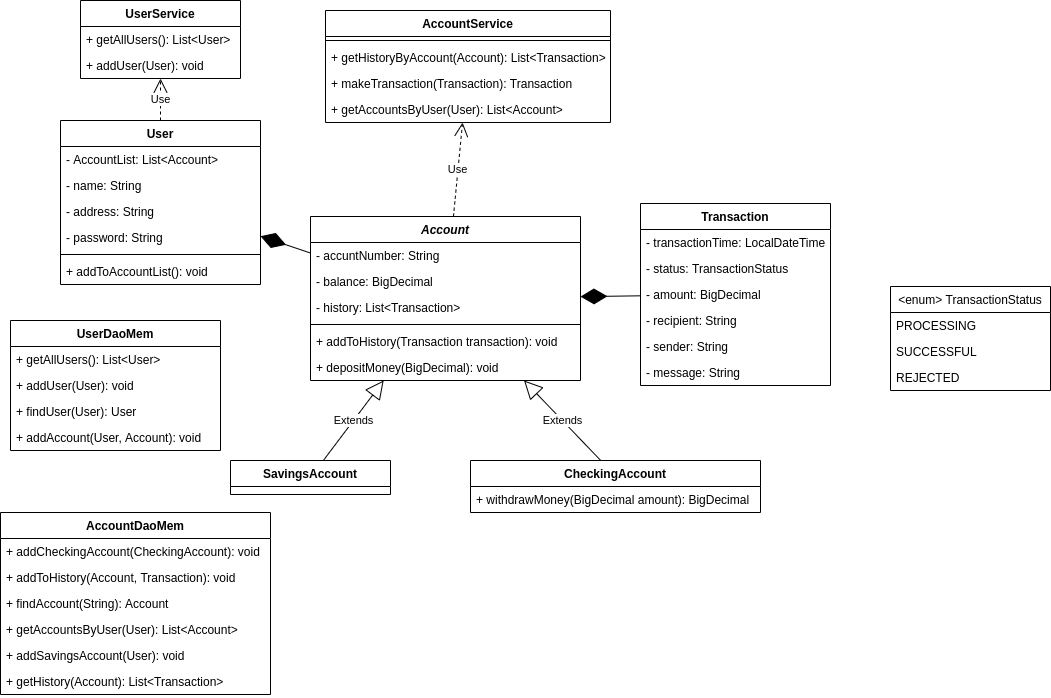 UserService
+ getAllUsers(): List<User>
+ addUser(User): void
Use
AccountService
+ getHistoryByAccount(Account): List<Transaction>
+ makeTransaction(Transaction): Transaction
+ getAccountsByUser(User): List<Account>
Use
User
- AccountList: List<Account>
- name: String
- address: String
- password: String
+ addToAccountList(): void
Account
- accuntNumber: String
- balance: BigDecimal
- history: List<Transaction>
+ addToHistory(Transaction transaction): void
+ depositMoney(BigDecimal): void
Transaction
- transactionTime: LocalDateTime
- status: TransactionStatus
- amount: BigDecimal
- recipient: String
- sender: String
- message: String
<enum> TransactionStatus
PROCESSING
SUCCESSFUL
REJECTED
UserDaoMem
+ getAllUsers(): List<User>
+ addUser(User): void
+ findUser(User): User
+ addAccount(User, Account): void
Extends
Extends
SavingsAccount
CheckingAccount
+ withdrawMoney(BigDecimal amount): BigDecimal
AccountDaoMem
+ addCheckingAccount(CheckingAccount): void
+ addToHistory(Account, Transaction): void
+ findAccount(String): Account
+ getAccountsByUser(User): List<Account>
+ addSavingsAccount(User): void
+ getHistory(Account): List<Transaction>